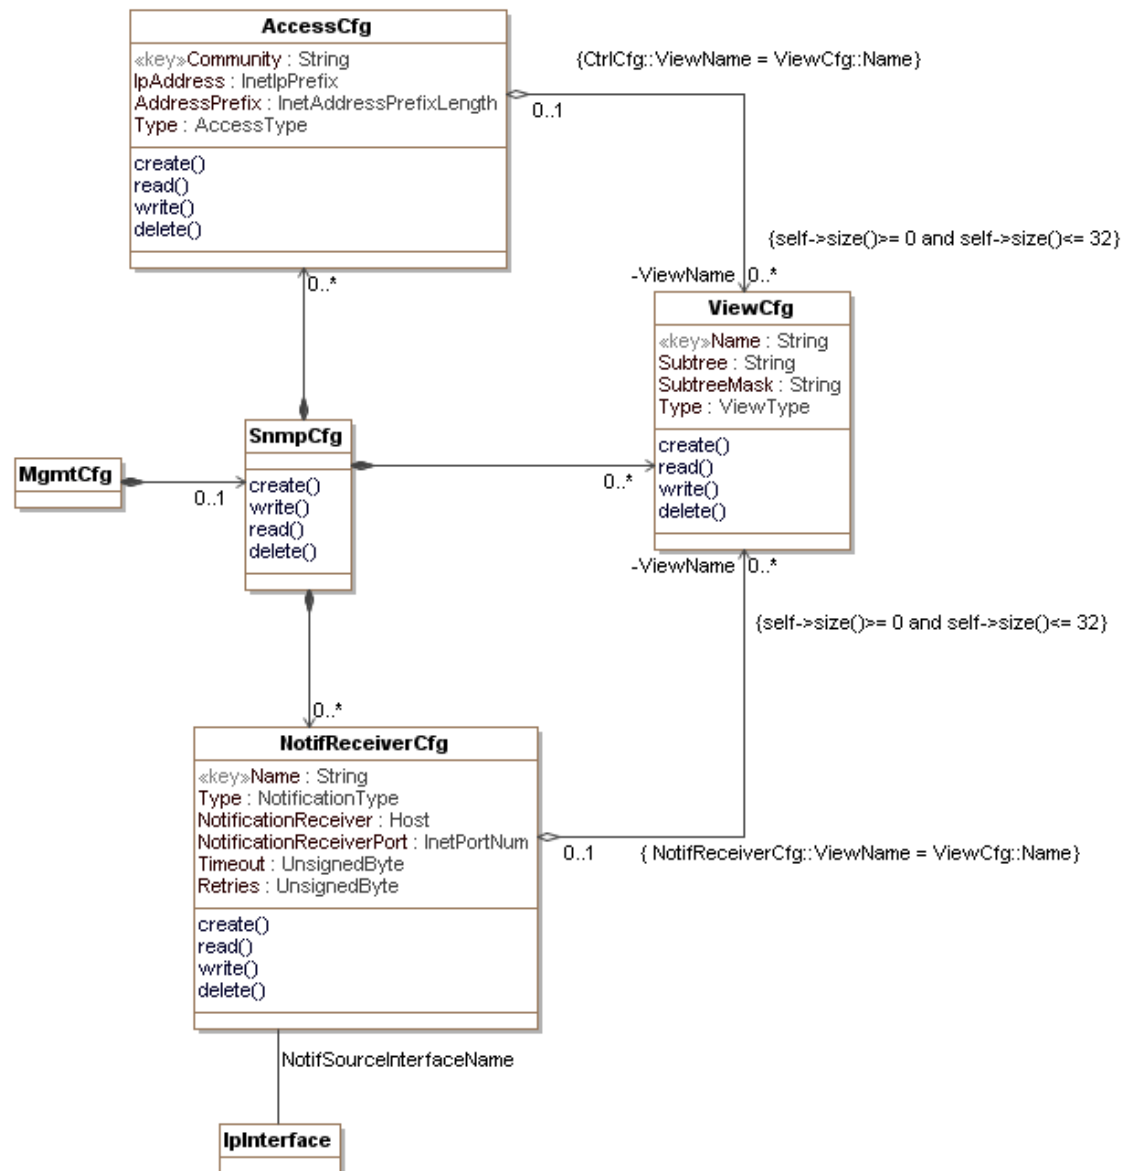 AccessCfg
«key»Community : String
IpAddress : InetIpPrefix
AddressPrefix : InetAddressPrefixLength
Type : AccessType
create()
read()
write()
delete()
{CtrlCfg::ViewName = ViewCfg::Name}
0..1
{self->size()>= 0 and self->size()<= 32}
-ViewName 0..*
0..*
ViewCfg
«key»Name : String
Subtree : String
SubtreeMask : String
Type : ViewType
create()
read()
write()
delete()
SnmpCfg
create()
write()
read()
delete()
MgmtCfg
0..1
0..*
-ViewName 0..*
{self->size()>= 0 and self->size()<= 32}
0..*
NotifReceiverCfg
«key»Name : String
Type : NotificationType
NotificationReceiver : Host
NotificationReceiverPort : InetPortNum
Timeout : UnsignedByte
Retries : UnsignedByte
create()
read()
write()
delete()
0..1
{ NotifReceiverCfg::ViewName = ViewCfg::Name}
NotifSourceInterfaceName
IpInterface